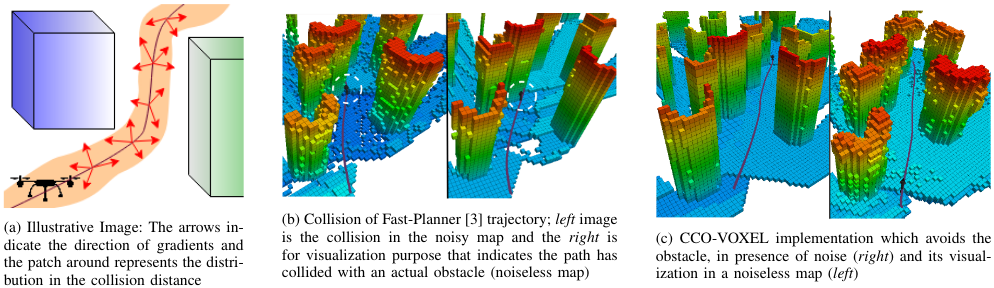 (a) Illustrative Image: The arrows in-
dicate the direction of gradients and
the patch around represents the distri-
bution in the collision distance
(b) Collision of Fast-Planner [3] trajectory; left image
is the collision in the noisy map and the right is
for visualization purpose that indicates the path has
collided with an actual obstacle (noiseless map)
(c) CCO-VOXEL implementation which avoids the
obstacle, in presence of noise (right) and its visual-
ization in a noiseless map (left)